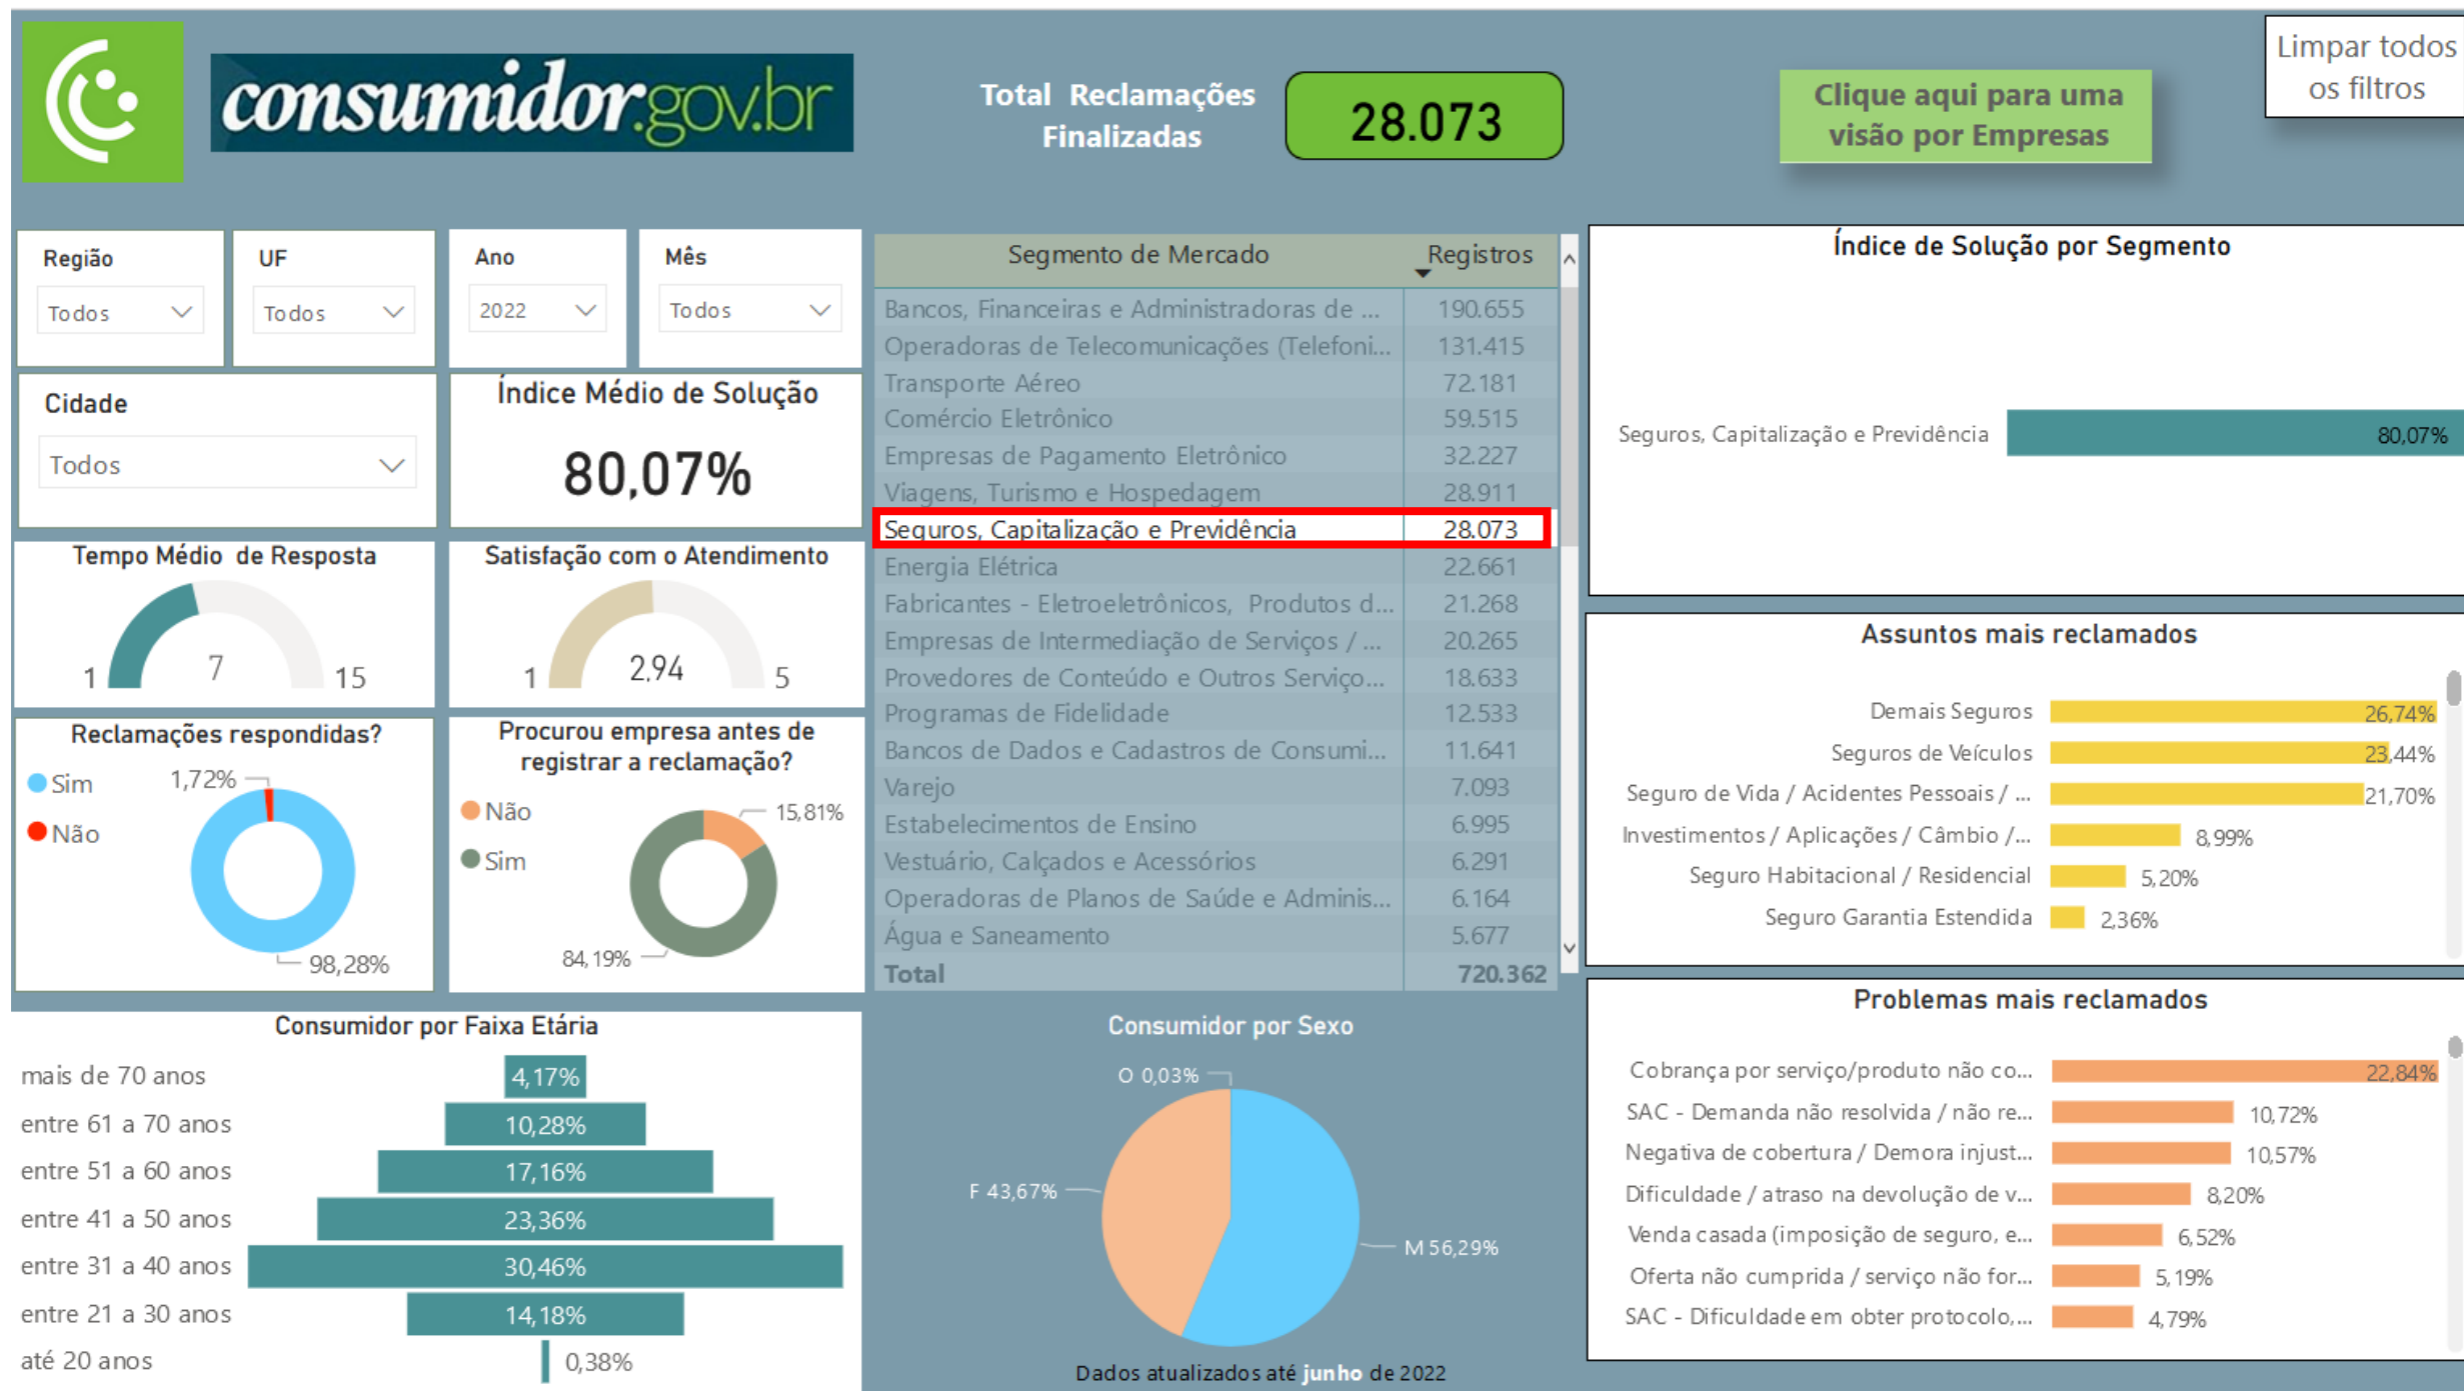 consumidor.gov.br
Total Reclamações
Finalizadas
28.073
Clique aqui para uma
visão por Empresas
Limpar todos
os filtros
Região
Todos
UF
Todos
Ano
2022
Mês
Todos
Cidade
Todos
Índice Médio de Solução
80,07%
Tempo Médio de Resposta
1
7
15
Satisfação com o Atendimento
1
2,94
5
Reclamações respondidas?
Sim
Não
1,72%
98,28%
Procurou empresa antes de
registrar a reclamação?
Não
Sim
15,81%
84,19%
Segmento de Mercado Registros
Bancos, Financeiras e Administradoras de ... 190.655
Operadoras de Telecomunicações (Telefoni... 131.415
Transporte Aéreo 72.181
Comércio Eletrônico 59.515
Empresas de Pagamento Eletrônico 32.227
Viagens, Turismo e Hospedagem 28.911
Seguros, Capitalização e Previdência 28.073
Energia Elétrica 22.661
Fabricantes - Eletroeletrônicos, Produtos d... 21.268
Empresas de Intermediação de Serviços / ... 20.265
Provedores de Conteúdo e Outros Serviço... 18.633
Programas de Fidelidade 12.533
Bancos de Dados e Cadastros de Consumi... 11.641
Varejo 7.093
Estabelecimentos de Ensino 6.995
Vestuário, Calçados e Acessórios 6.291
Operadoras de Planos de Saúde e Adminis... 6.164
Água e Saneamento 5.677
Total 720.362
Índice de Solução por Segmento
Seguros, Capitalização e Previdência 80,07%
Assuntos mais reclamados
Demais Seguros 26,74%
Seguros de Veículos 23,44%
Seguro de Vida / Acidentes Pessoais / ... 21,70%
Investimentos / Aplicações / Câmbio /... 8,99%
Seguro Habitacional / Residencial 5,20%
Seguro Garantia Estendida 2,36%
Problemas mais reclamados
Cobrança por serviço/produto não co... 22,84%
SAC - Demanda não resolvida / não re... 10,72%
Negativa de cobertura / Demora injust... 10,57%
Dificuldade / atraso na devolução de v... 8,20%
Venda casada (imposição de seguro, e... 6,52%
Oferta não cumprida / serviço não for... 5,19%
SAC - Dificuldade em obter protocolo,... 4,79%
Consumidor por Faixa Etária
mais de 70 anos 4,17%
entre 61 a 70 anos 10,28%
entre 51 a 60 anos 17,16%
entre 41 a 50 anos 23,36%
entre 31 a 40 anos 30,46%
entre 21 a 30 anos 14,18%
até 20 anos 0,38%
Consumidor por Sexo
O 0,03%
F 43,67%
M 56,29%
Dados atualizados até junho de 2022